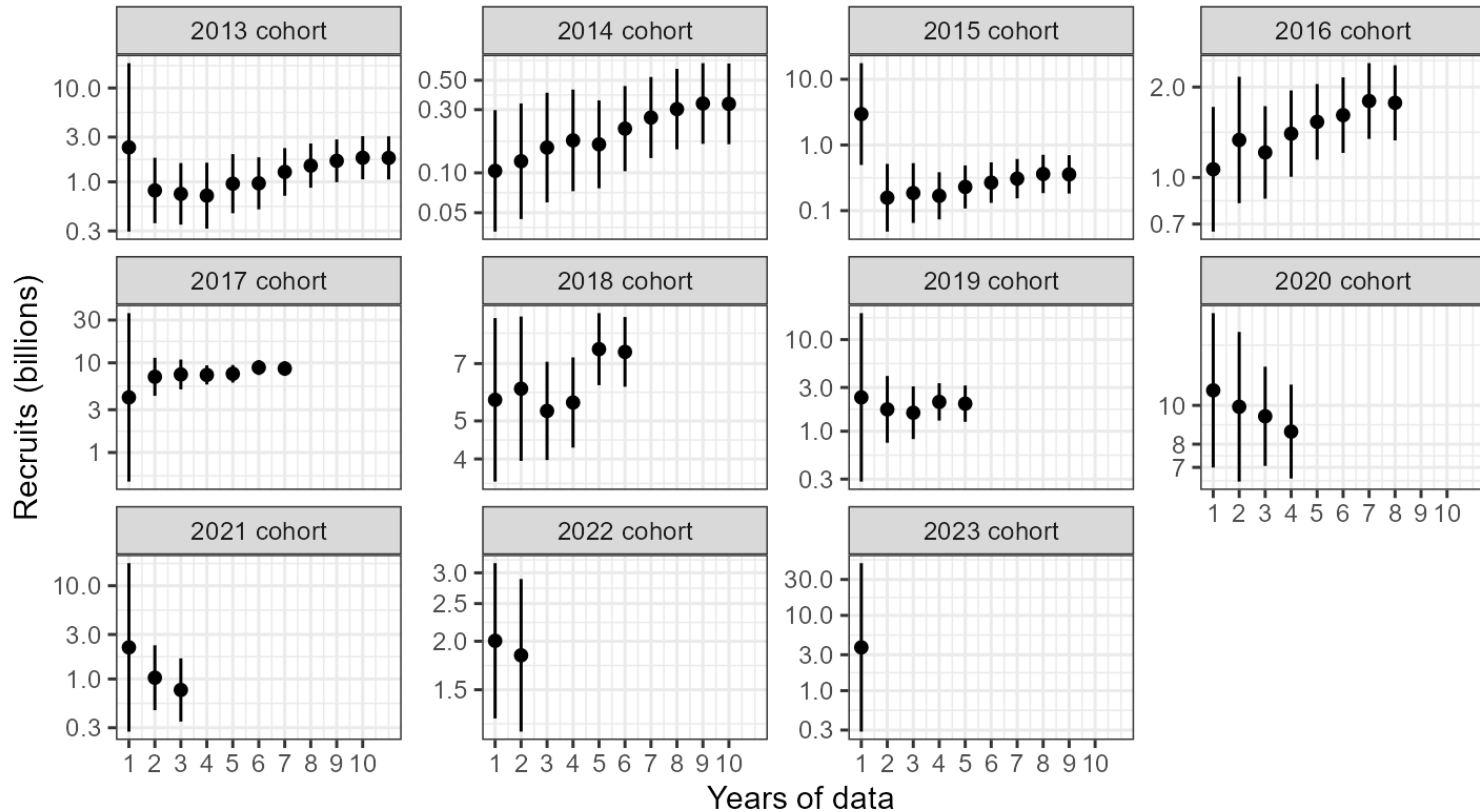 2013 cohort
2014 cohort
2015 cohort
2016 cohort
10.0
3.0
1.0
0.3
0.50
0.30
0.10
0.05
10.0
1.0
0.1
2.0
1.0
0.7
2017 cohort
2018 cohort
2019 cohort
2020 cohort
30
10
3
1
7
5
4
10.0
3.0
1.0
0.3
10
8
7
1 2 3 4 5 6 7 8 9 10
2021 cohort
2022 cohort
2023 cohort
10.0
3.0
1.0
0.3
3.0
2.5
2.0
1.5
30.0
10.0
3.0
1.0
0.3
1 2 3 4 5 6 7 8 9 10
1 2 3 4 5 6 7 8 9 10
1 2 3 4 5 6 7 8 9 10
Recruits (billions)
Years of data